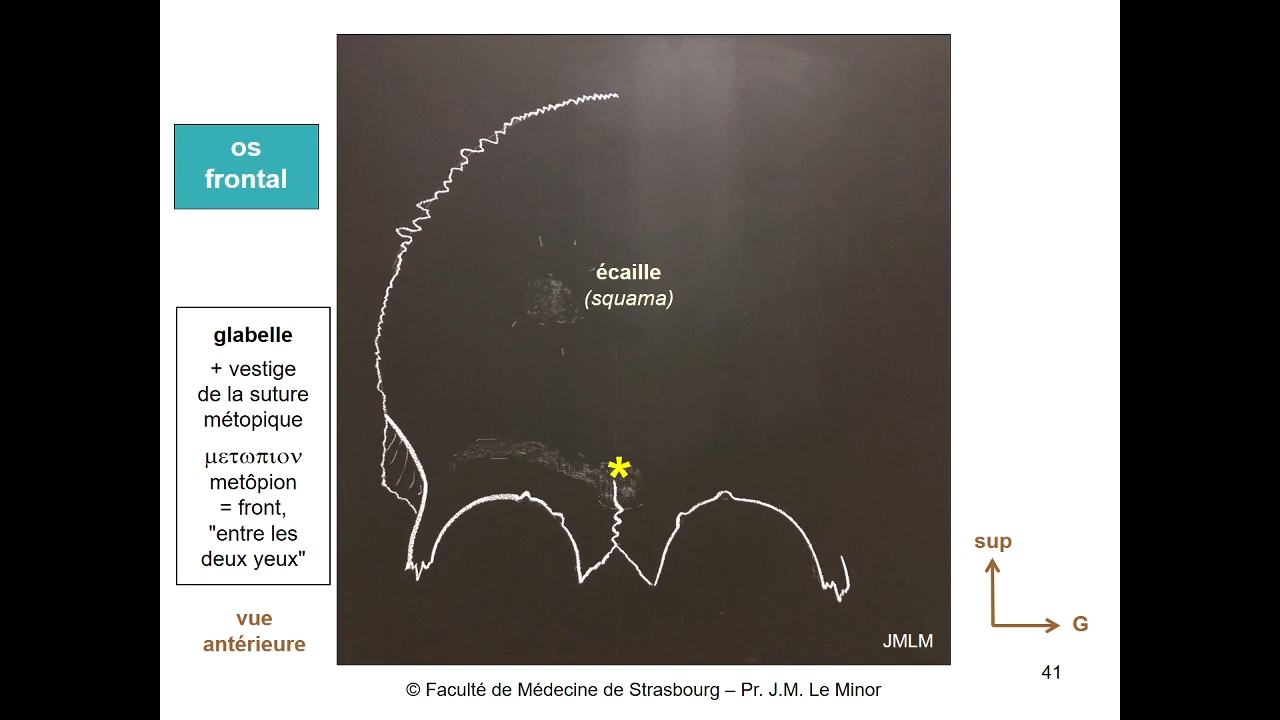 os
frontal
écaille
(squama)
glabelle
+ vestige
de la suture
métopique
μετωπιον
metôpion
= front,
"entre les
deux yeux"
*
sup
G
vue
antérieure
JMLM
41
© Faculté de Médecine de Strasbourg – Pr. J.M. Le Minor